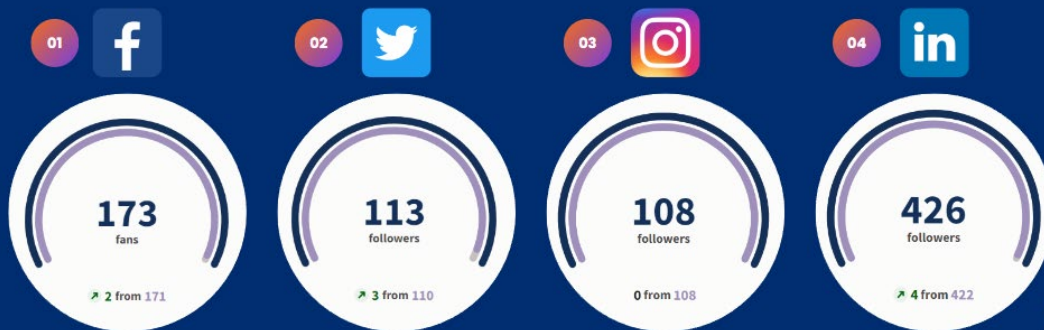 01
f
02
03
04
in
173
fans
2 from 171
113
followers
3 from 110
108
followers
0 from 108
426
followers
4 from 422